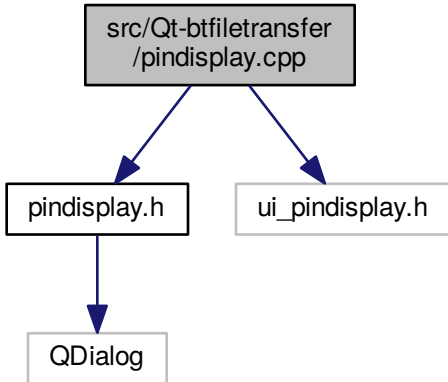 src/Qt-btfiletransfer
/pindisplay.cpp
pindisplay.h
ui_pindisplay.h
QDialog